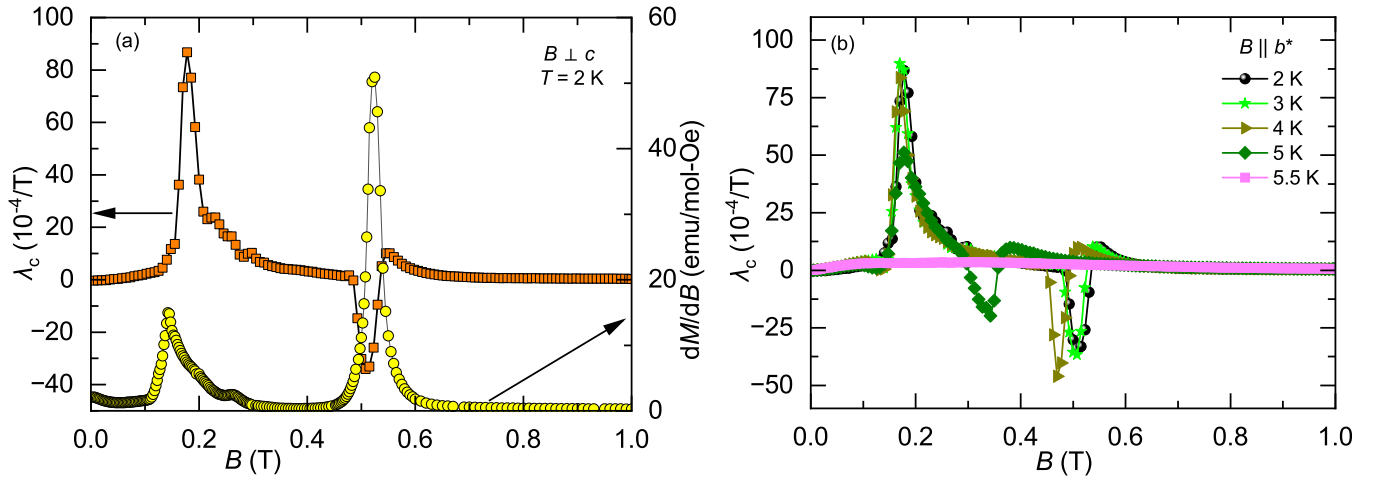 (a)
B ⊥ c
T = 2 K
100
80
60
40
20
0
−20
−40
λc (10-4/T)
60
40
20
0
dM/dB (emu/mol-Oe)
0.0 0.2 0.4 0.6 0.8 1.0
B (T)
(b)
B || b*
2 K
3 K
4 K
5 K
5.5 K
100
75
50
25
0
−25
−50
λc (10-4/T)
0.0 0.2 0.4 0.6 0.8 1.0
B (T)